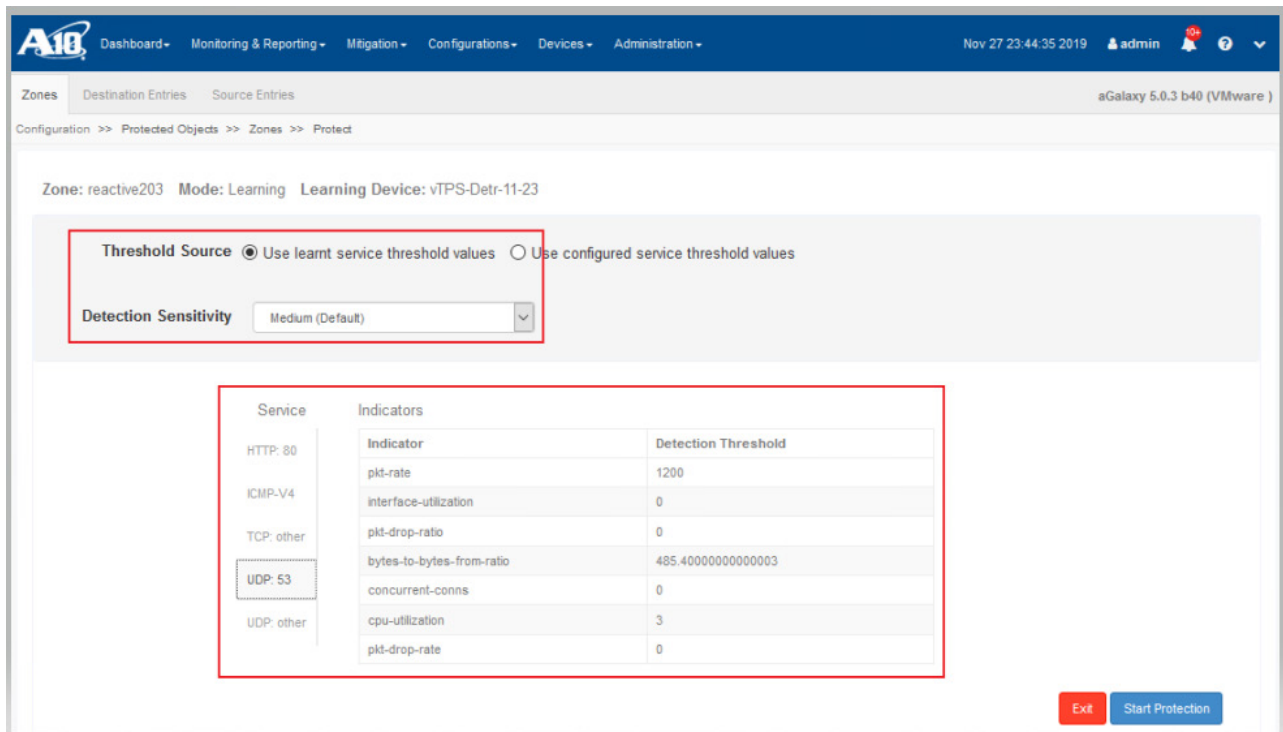 A10 Dashboard Monitoring & Reporting Mitigation Configurations Devices Administration Nov 27 23:44:35 2019 admin 10+
Zones Destination Entries Source Entries aGalaxy 5.0.3 b40 (VMware )
Configuration >> Protected Objects >> Zones >> Protect
Zone: reactive203 Mode: Learning Learning Device: vTPS-Detr-11-23
Threshold Source Use learnt service threshold values Use configured service threshold values
Detection Sensitivity Medium (Default)
Service Indicators
HTTP: 80
ICMP-V4
TCP: other
UDP: 53
UDP: other
Indicator Detection Threshold
pkt-rate 1200
interface-utilization 0
pkt-drop-ratio 0
bytes-to-bytes-from-ratio 485.40000000000003
concurrent-conns 0
cpu-utilization 3
pkt-drop-rate 0
Exit Start Protection